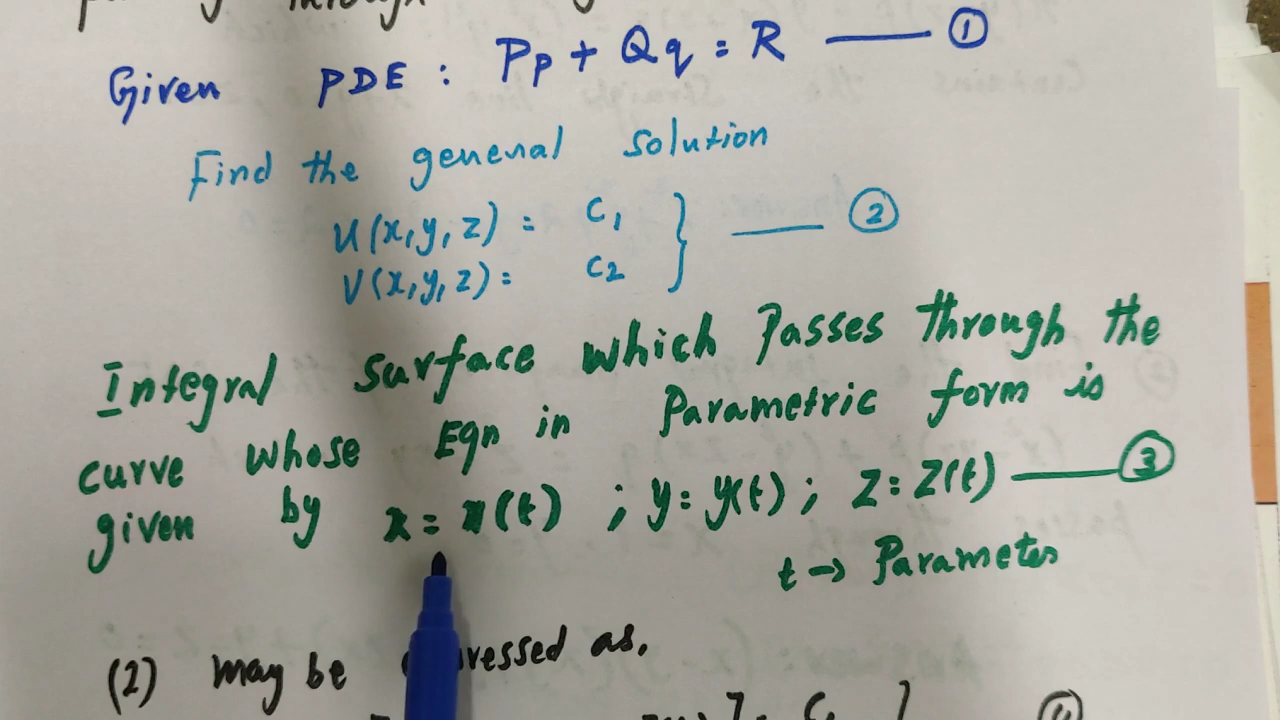 through
Given PDE : Pp + Qq = R —— ①
Find the general solution
u(x,y,z) = C1
v(x,y,z) = C2 } —— ②
Integral surface which Passes through the
curve whose Eqn in Parametric form is
given by x = x(t) ; y = y(t) ; z = z(t) —— ③
t → Parameter
(2) may be as,